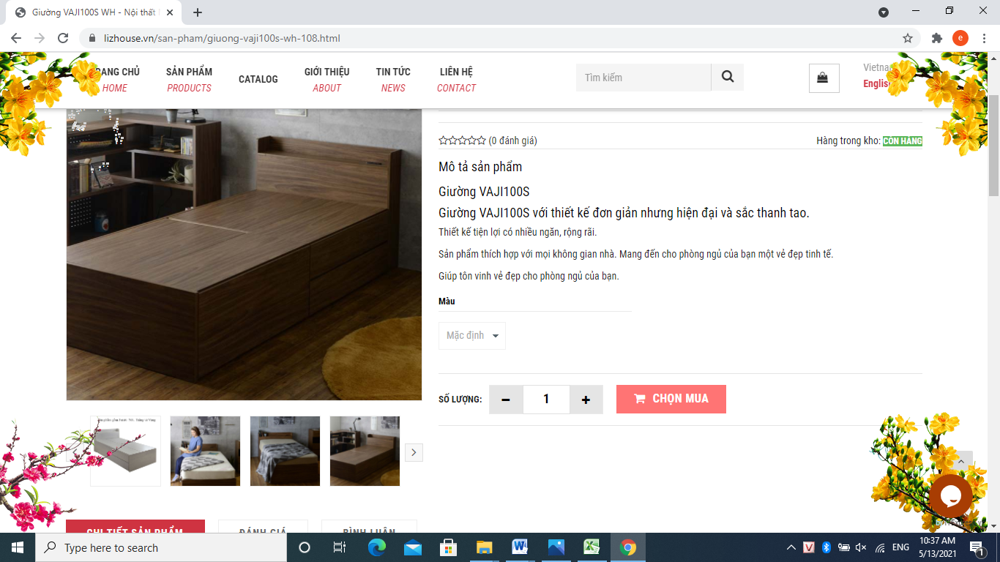 Giường VAJI100S WH - Nội thất
lizhouse.vn/san-pham/giuong-vaji100s-wh-108.html
e
RANG CHỦ
HOME
SẢN PHẨM
PRODUCTS
CATALOG
GIỚI THIỆU
ABOUT
TIN TỨC
NEWS
LIÊN HỆ
CONTACT
Tìm kiếm
Vietna
Englis
(0 đánh giá)
Hàng trong kho: CÒN HÀNG
Mô tả sản phẩm
Giường VAJI100S
Giường VAJI100S với thiết kế đơn giản nhưng hiện đại và sắc thanh tao.
Thiết kế tiện lợi có nhiều ngăn, rộng rãi.
Sản phẩm thích hợp với mọi không gian nhà. Mang đến cho phòng ngủ của bạn một vẻ đẹp tinh tế.
Giúp tôn vinh vẻ đẹp cho phòng ngủ của bạn.
Màu
Mặc định
SỐ LƯỢNG:
1
CHỌN MUA
CHI TIẾT SẢN PHẨM
ĐÁNH GIÁ
BÌNH LUẬN
Type here to search
ENG
10:37 AM
5/13/2021
1